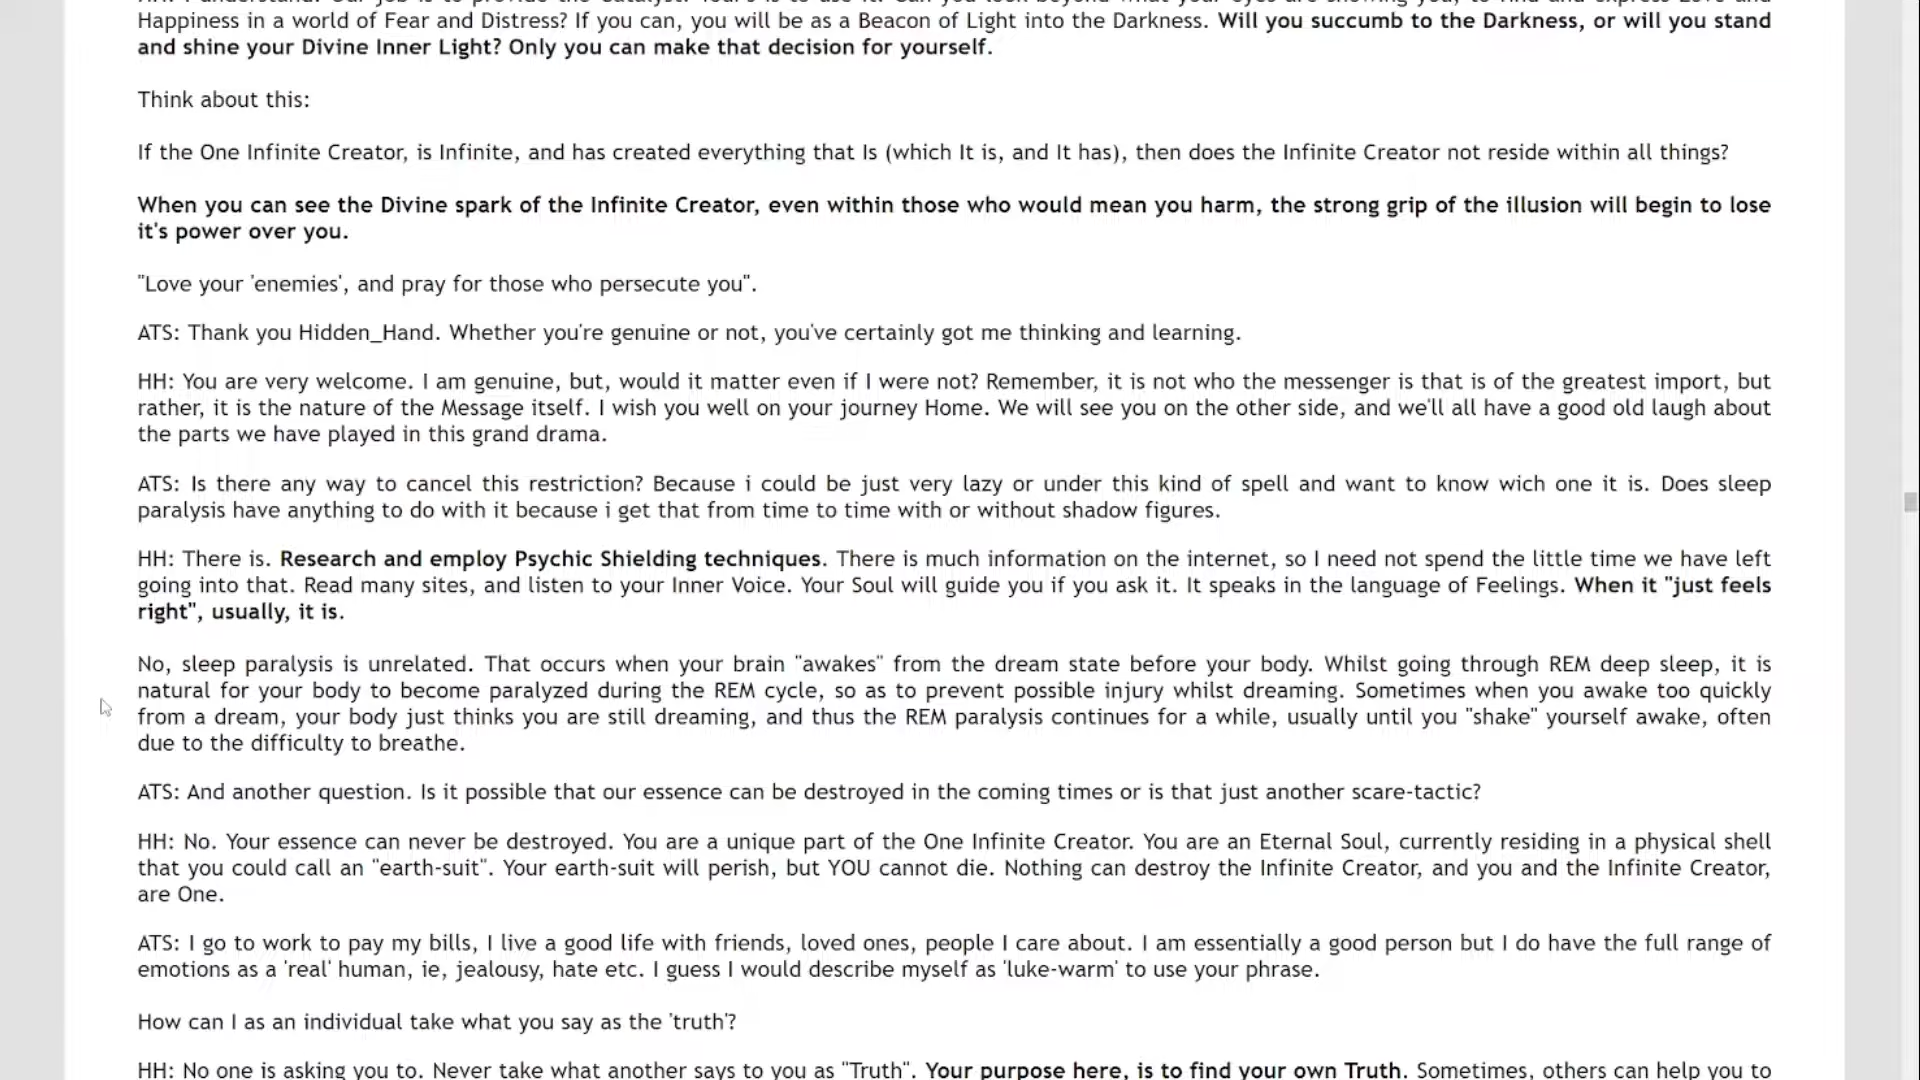 Happiness in a world of Fear and Distress? If you can, you will be as a Beacon of Light into the Darkness. Will you succumb to the Darkness, or will you stand
and shine your Divine Inner Light? Only you can make that decision for yourself.
Think about this:
If the One Infinite Creator, is Infinite, and has created everything that Is (which It is, and It has), then does the Infinite Creator not reside within all things?
When you can see the Divine spark of the Infinite Creator, even within those who would mean you harm, the strong grip of the illusion will begin to lose
it's power over you.
"Love your 'enemies', and pray for those who persecute you".
ATS: Thank you Hidden_Hand. Whether you're genuine or not, you've certainly got me thinking and learning.
HH: You are very welcome. I am genuine, but, would it matter even if I were not? Remember, it is not who the messenger is that is of the greatest import, but
rather, it is the nature of the Message itself. I wish you well on your journey Home. We will see you on the other side, and we'll all have a good old laugh about
the parts we have played in this grand drama.
ATS: Is there any way to cancel this restriction? Because i could be just very lazy or under this kind of spell and want to know wich one it is. Does sleep
paralysis have anything to do with it because i get that from time to time with or without shadow figures.
HH: There is. Research and employ Psychic Shielding techniques. There is much information on the internet, so I need not spend the little time we have left
going into that. Read many sites, and listen to your Inner Voice. Your Soul will guide you if you ask it. It speaks in the language of Feelings. When it "just feels
right", usually, it is.
No, sleep paralysis is unrelated. That occurs when your brain "awakes" from the dream state before your body. Whilst going through REM deep sleep, it is
natural for your body to become paralyzed during the REM cycle, so as to prevent possible injury whilst dreaming. Sometimes when you awake too quickly
from a dream, your body just thinks you are still dreaming, and thus the REM paralysis continues for a while, usually until you "shake" yourself awake, often
due to the difficulty to breathe.
ATS: And another question. Is it possible that our essence can be destroyed in the coming times or is that just another scare-tactic?
HH: No. Your essence can never be destroyed. You are a unique part of the One Infinite Creator. You are an Eternal Soul, currently residing in a physical shell
that you could call an "earth-suit". Your earth-suit will perish, but YOU cannot die. Nothing can destroy the Infinite Creator, and you and the Infinite Creator,
are One.
ATS: I go to work to pay my bills, I live a good life with friends, loved ones, people I care about. I am essentially a good person but I do have the full range of
emotions as a 'real' human, ie, jealousy, hate etc. I guess I would describe myself as 'luke-warm' to use your phrase.
How can I as an individual take what you say as the 'truth'?
HH: No one is asking you to. Never take what another says to you as "Truth". Your purpose here, is to find your own Truth. Sometimes, others can help you to